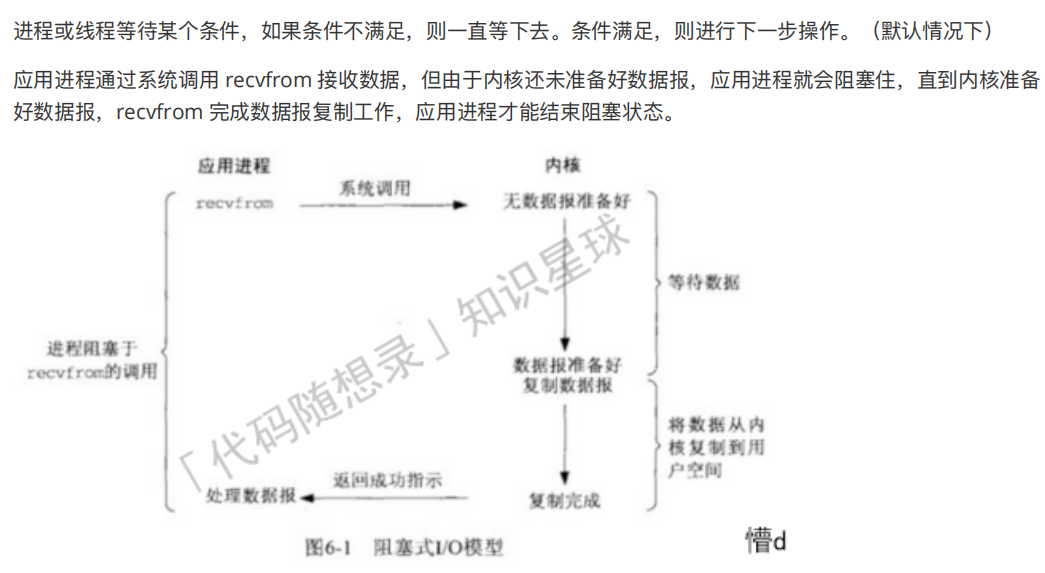 进程或线程等待某个条件，如果条件不满足，则一直等下去。条件满足，则进行下一步操作。（默认情况下）
应用进程通过系统调用 recvfrom 接收数据，但由于内核还未准备好数据报，应用进程就会阻塞住，直到内核准备
好数据报，recvfrom 完成数据报复制工作，应用进程才能结束阻塞状态。
应用进程
内核
recvfrom
系统调用
无数据报准备好
等待数据
进程阻塞于
recvfrom的调用
数据报准备好
复制数据报
将数据从内
核复制到用
户空间
处理数据报
返回成功指示
复制完成
图6-1 阻塞式I/O模型
懵d
「代码随想录」知识星球